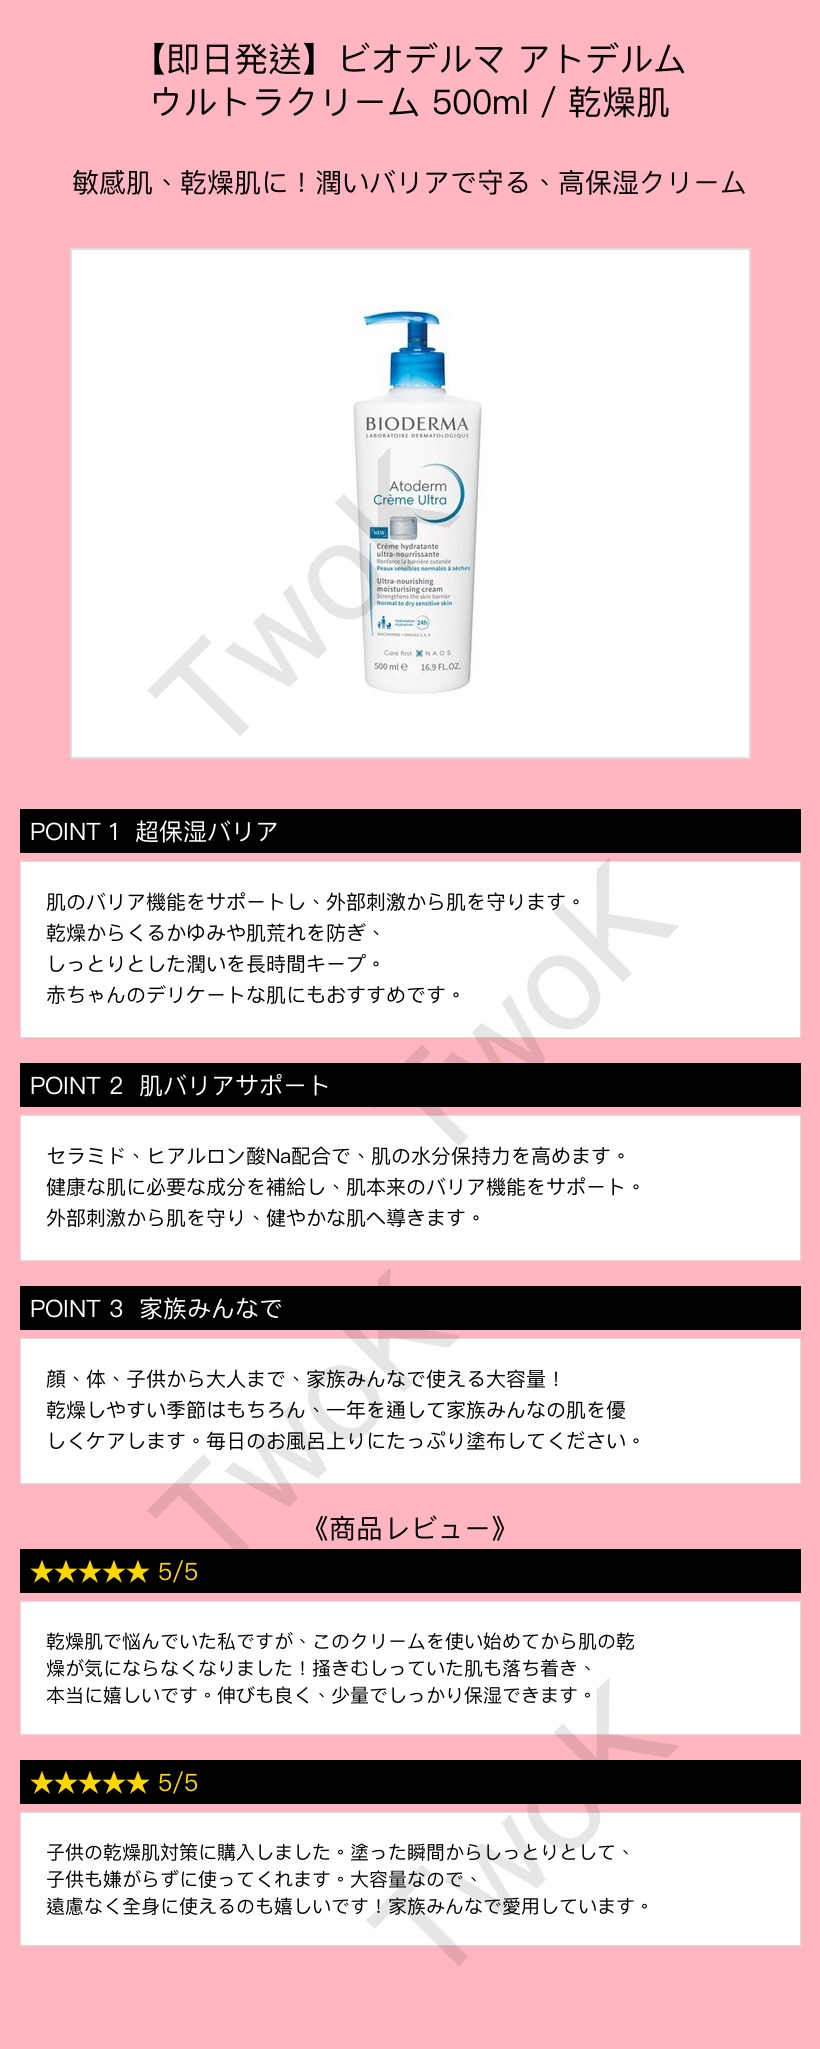 【即日発送】ビオデルマ アトデルム
ウルトラクリーム 500ml / 乾燥肌
敏感肌、乾燥肌に！潤いバリアで守る、高保湿クリーム
BIODERMA
LABORATOIRE DERMATOLOGIQUE
Atoderm
Crème Ultra
NEW
Crème hydratante
ultra-nourrissante
Renforce la barrière cutanée
Peaux sensibles normales à sèches
Ultra-nourishing
moisturising cream
Strengthens the skin barrier
Normal to dry sensitive skin
Hydratation
Hydration
24h
NIACINAMIDE + OMEGAS 3, 6, 9
Care first. NAOS
500 ml e 16.9 FL.OZ.
TwoK
POINT 1 超保湿バリア
肌のバリア機能をサポートし、外部刺激から肌を守ります。
乾燥からくるかゆみや肌荒れを防ぎ、
しっとりとした潤いを長時間キープ。
赤ちゃんのデリケートな肌にもおすすめです。
TwoK
POINT 2 肌バリアサポート
セラミド、ヒアルロン酸Na配合で、肌の水分保持力を高めます。
健康な肌に必要な成分を補給し、肌本来のバリア機能をサポート。
外部刺激から肌を守り、健やかな肌へ導きます。
POINT 3 家族みんなで
顔、体、子供から大人まで、家族みんなで使える大容量！
乾燥しやすい季節はもちろん、一年を通して家族みんなの肌を優
しくケアします。毎日のお風呂上りにたっぷり塗布してください。
TwoK
《商品レビュー》
★★★★★ 5/5
乾燥肌で悩んでいた私ですが、このクリームを使い始めてから肌の乾
燥が気にならなくなりました！掻きむしっていた肌も落ち着き、
本当に嬉しいです。伸びも良く、少量でしっかり保湿できます。
★★★★★ 5/5
子供の乾燥肌対策に購入しました。塗った瞬間からしっとりとして、
子供も嫌がらずに使ってくれます。大容量なので、
遠慮なく全身に使えるのも嬉しいです！家族みんなで愛用しています。
TwoK